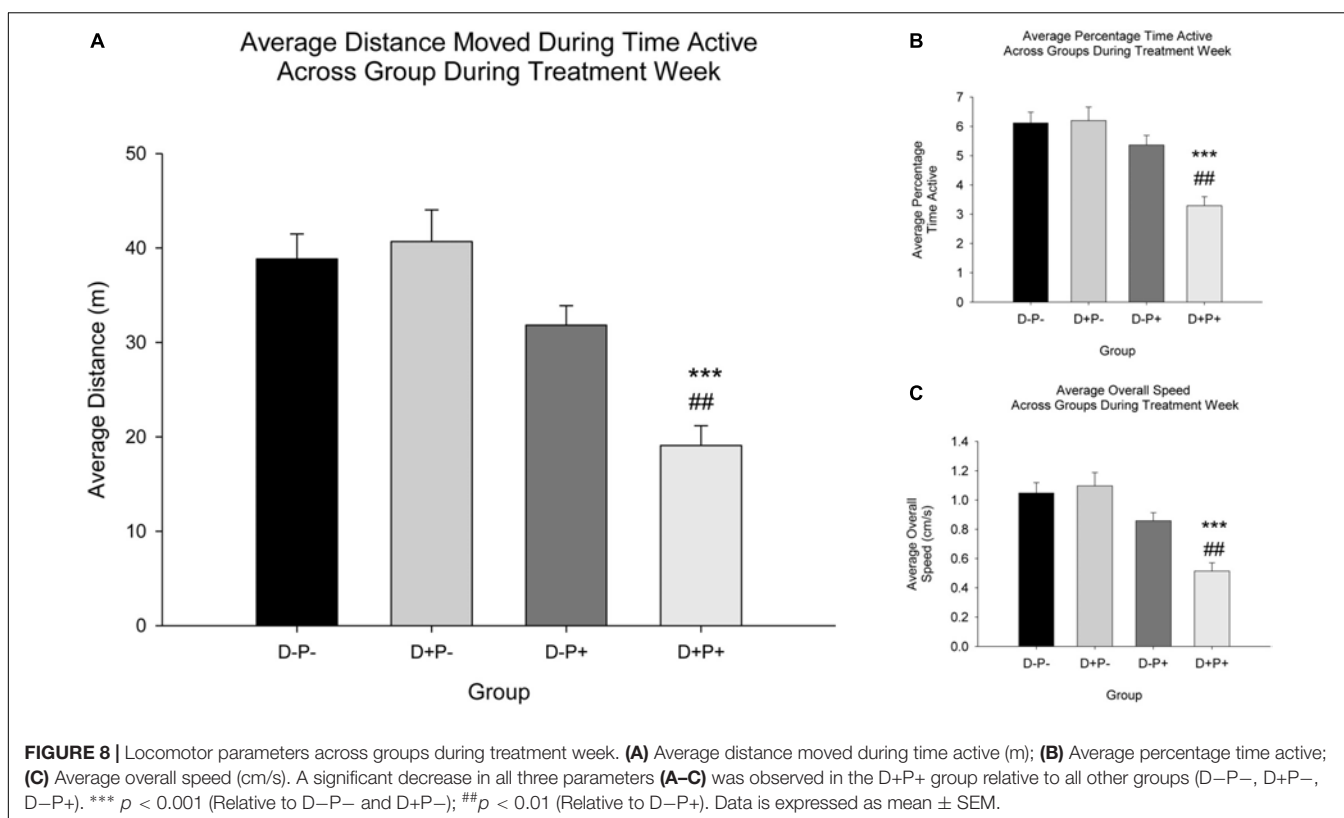 A
Average Distance Moved During Time Active
Across Group During Treatment Week
Average Distance (m)
50
40
30
20
10
0
***
##
D-P-
D+P-
D-P+
D+P+
Group
B
Average Percentage Time Active
Across Groups During Treatment Week
Average Percentage
Time Active
7
6
5
4
3
2
1
0
***
##
D-P-
D+P-
D-P+
D+P+
Group
C
Average Overall Speed
Across Groups During Treatment Week
Average Overall
Speed (cm/s)
1.4
1.2
1.0
0.8
0.6
0.4
0.2
0.0
***
##
D-P-
D+P-
D-P+
D+P+
Group
FIGURE 8 | Locomotor parameters across groups during treatment week. (A) Average distance moved during time active (m); (B) Average percentage time active;
(C) Average overall speed (cm/s). A significant decrease in all three parameters (A–C) was observed in the D+P+ group relative to all other groups (D−P−, D+P−,
D−P+). *** p < 0.001 (Relative to D−P− and D+P−); ##p < 0.01 (Relative to D−P+). Data is expressed as mean ± SEM.